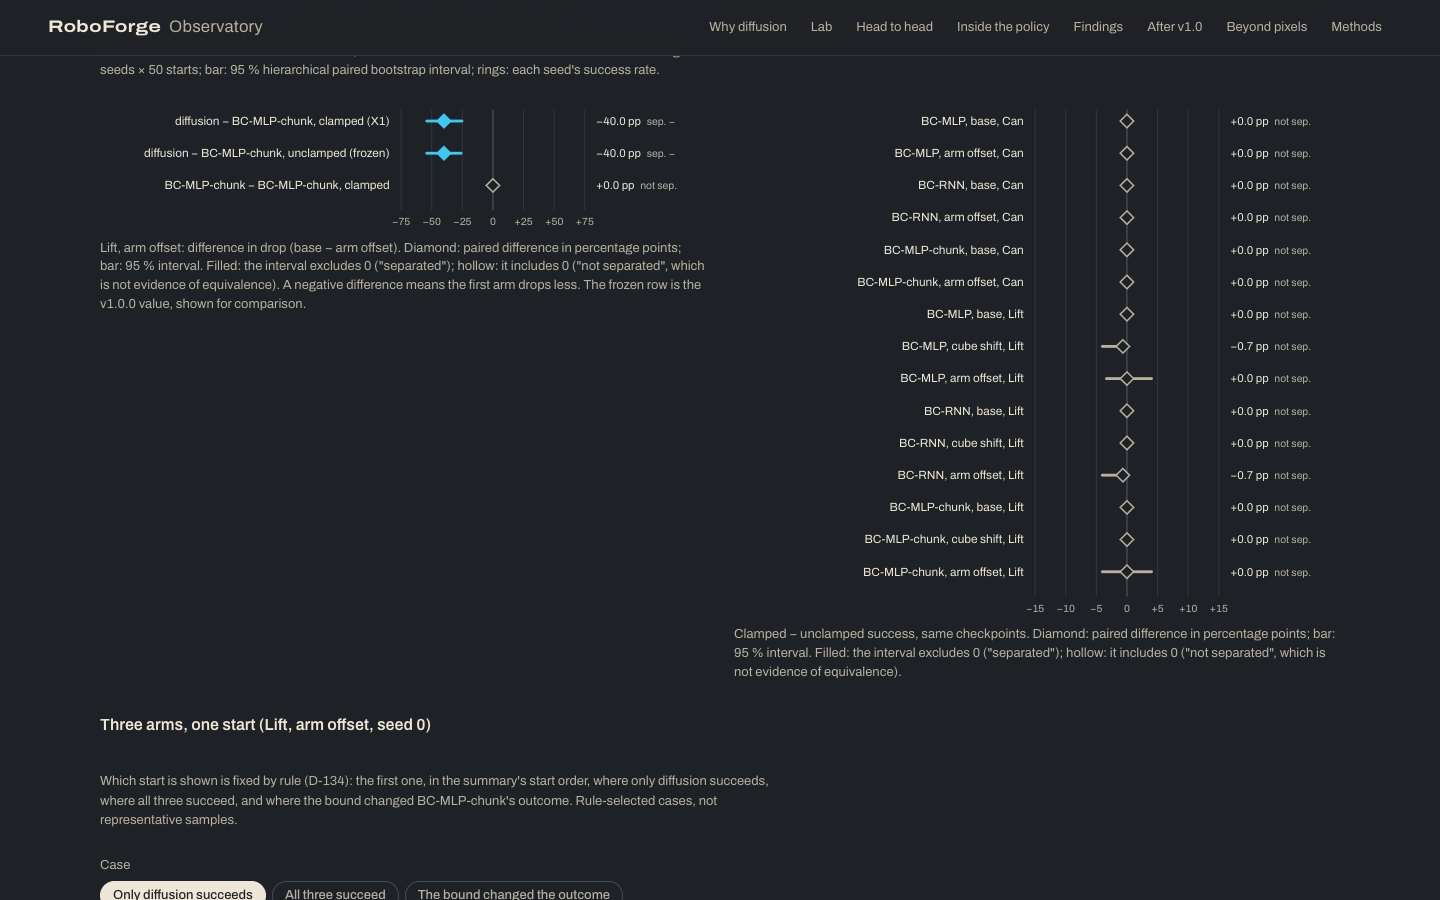 RoboForge Observatory
Why diffusion
Lab
Head to head
Inside the policy
Findings
After v1.0
Beyond pixels
Methods
seeds × 50 starts; bar: 95 % hierarchical paired bootstrap interval; rings: each seed's success rate.
diffusion – BC-MLP-chunk, clamped (X1) −40.0 pp sep. −
diffusion – BC-MLP-chunk, unclamped (frozen) −40.0 pp sep. −
BC-MLP-chunk – BC-MLP-chunk, clamped +0.0 pp not sep.
−75 −50 −25 0 +25 +50 +75
Lift, arm offset: difference in drop (base – arm offset). Diamond: paired difference in percentage points;
bar: 95 % interval. Filled: the interval excludes 0 ("separated"); hollow: it includes 0 ("not separated", which
is not evidence of equivalence). A negative difference means the first arm drops less. The frozen row is the
v1.0.0 value, shown for comparison.
BC-MLP, base, Can +0.0 pp not sep.
BC-MLP, arm offset, Can +0.0 pp not sep.
BC-RNN, base, Can +0.0 pp not sep.
BC-RNN, arm offset, Can +0.0 pp not sep.
BC-MLP-chunk, base, Can +0.0 pp not sep.
BC-MLP-chunk, arm offset, Can +0.0 pp not sep.
BC-MLP, base, Lift +0.0 pp not sep.
BC-MLP, cube shift, Lift −0.7 pp not sep.
BC-MLP, arm offset, Lift +0.0 pp not sep.
BC-RNN, base, Lift +0.0 pp not sep.
BC-RNN, cube shift, Lift +0.0 pp not sep.
BC-RNN, arm offset, Lift −0.7 pp not sep.
BC-MLP-chunk, base, Lift +0.0 pp not sep.
BC-MLP-chunk, cube shift, Lift +0.0 pp not sep.
BC-MLP-chunk, arm offset, Lift +0.0 pp not sep.
−15 −10 −5 0 +5 +10 +15
Clamped – unclamped success, same checkpoints. Diamond: paired difference in percentage points; bar:
95 % interval. Filled: the interval excludes 0 ("separated"); hollow: it includes 0 ("not separated", which is
not evidence of equivalence).
Three arms, one start (Lift, arm offset, seed 0)
Which start is shown is fixed by rule (D-134): the first one, in the summary's start order, where only diffusion succeeds,
where all three succeed, and where the bound changed BC-MLP-chunk's outcome. Rule-selected cases, not
representative samples.
Case
Only diffusion succeeds
All three succeed
The bound changed the outcome